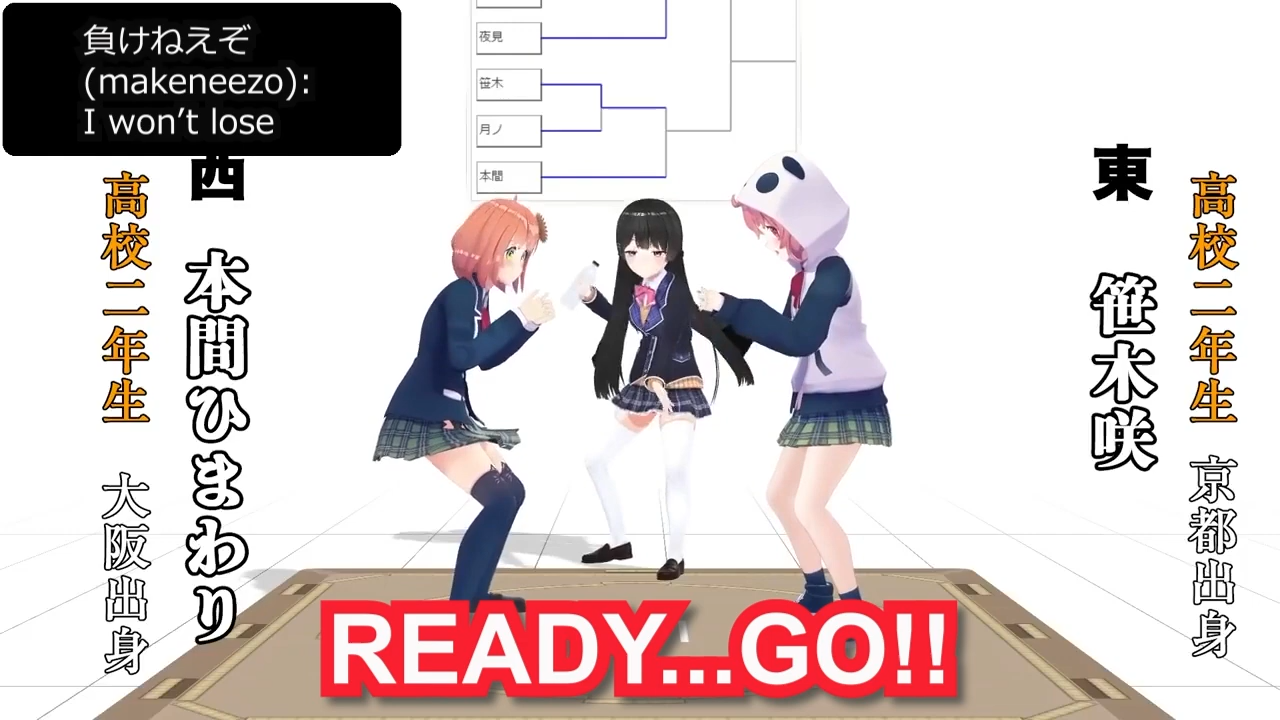 負けねえぞ
(makeneezo):
I won't lose
夜見
笹木
月ノ
本間
西
本間ひまわり
高校二年生
大阪出身
東
笹木咲
高校二年生
京都出身
READY...GO!!